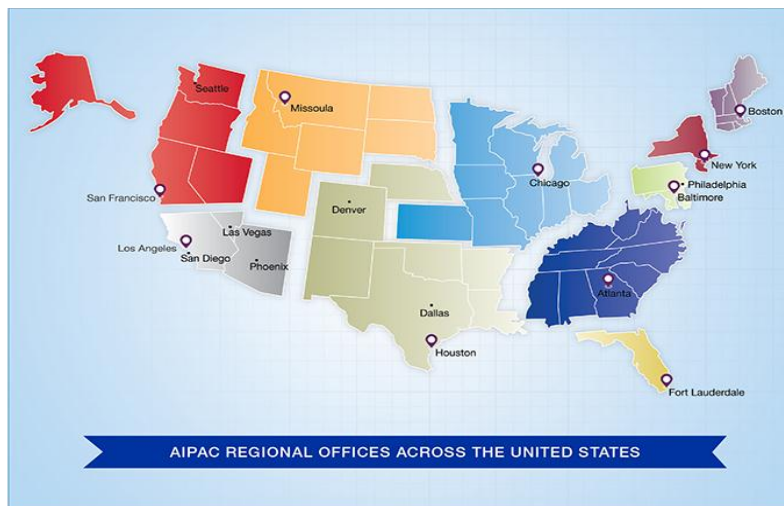 Seattle
Missoula
Boston
New York
San Francisco
Chicago
Philadelphia
Baltimore
Denver
Las Vegas
Los Angeles
San Diego
Phoenix
Atlanta
Dallas
Houston
Fort Lauderdale
AIPAC REGIONAL OFFICES ACROSS THE UNITED STATES